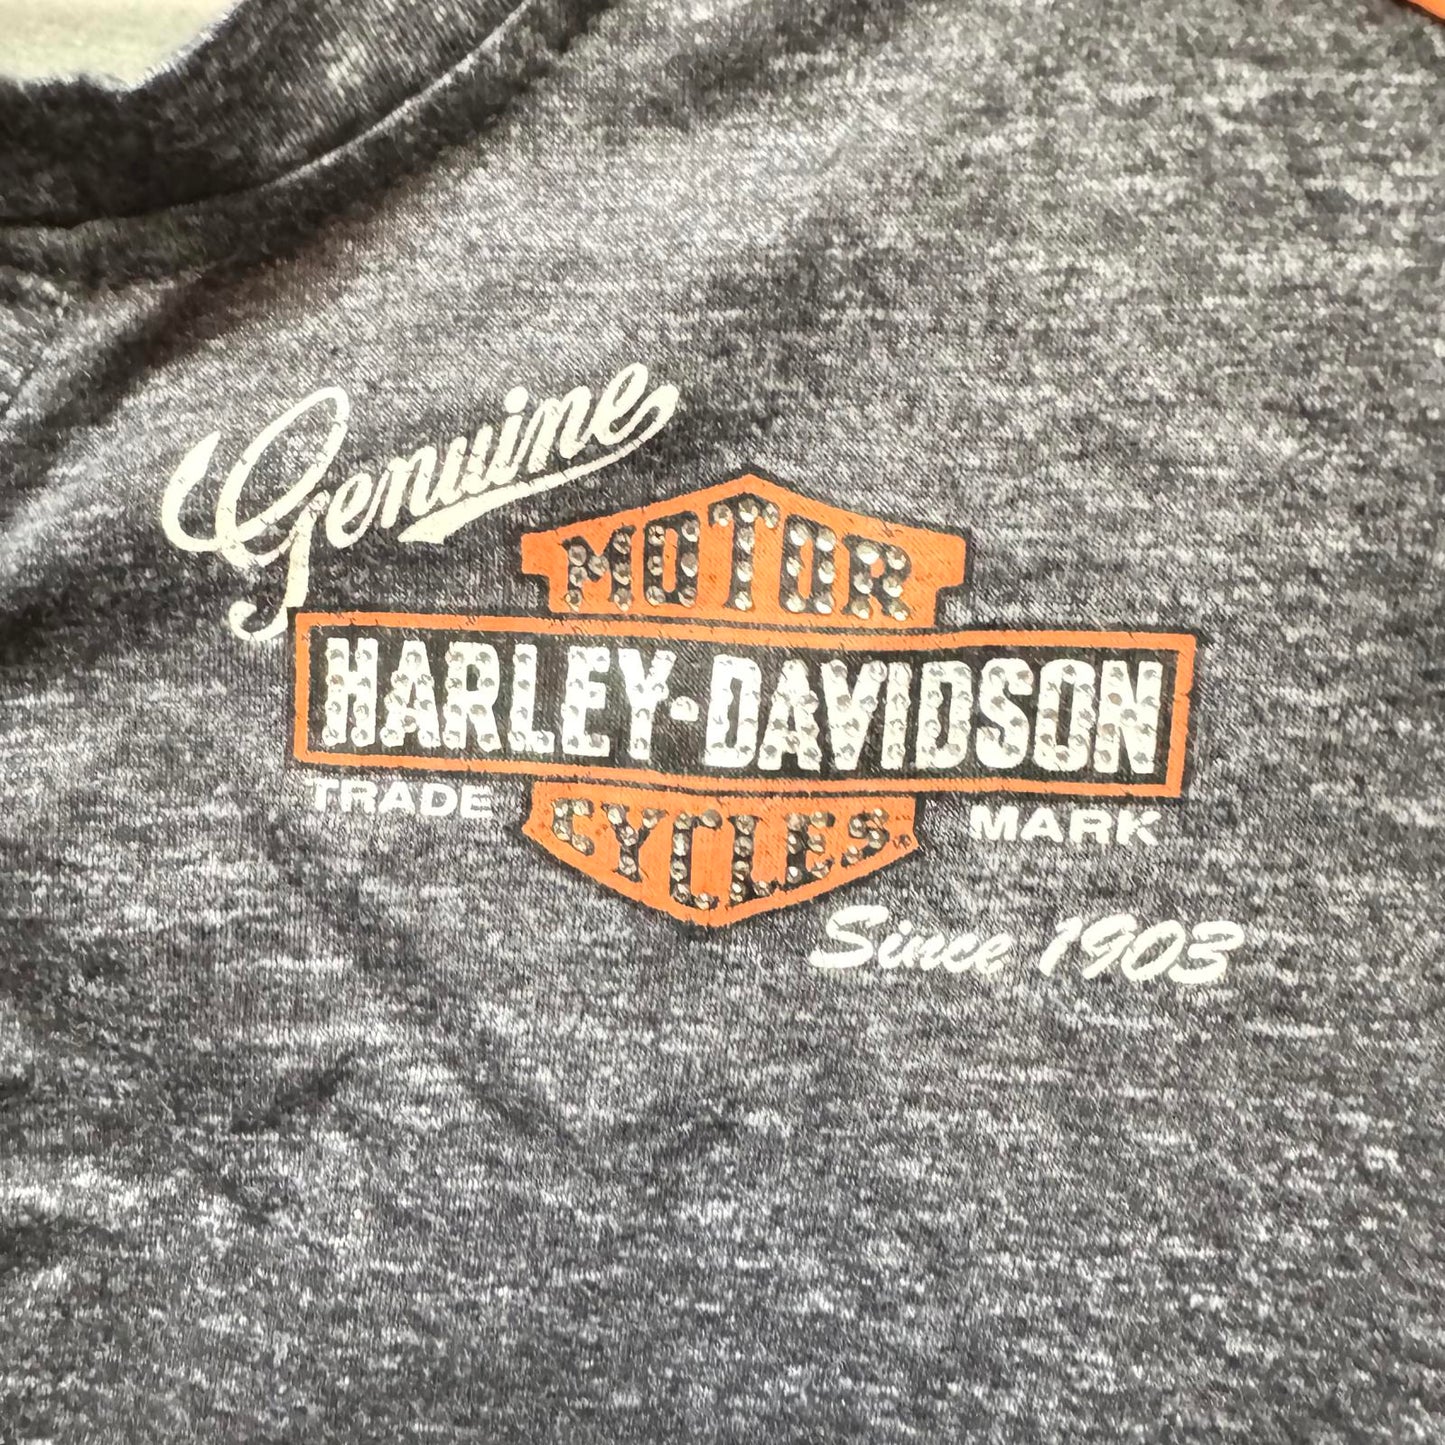 Genuine
MOTOR
HARLEY-DAVIDSON
TRADE MARK
CYCLES
Since 1903